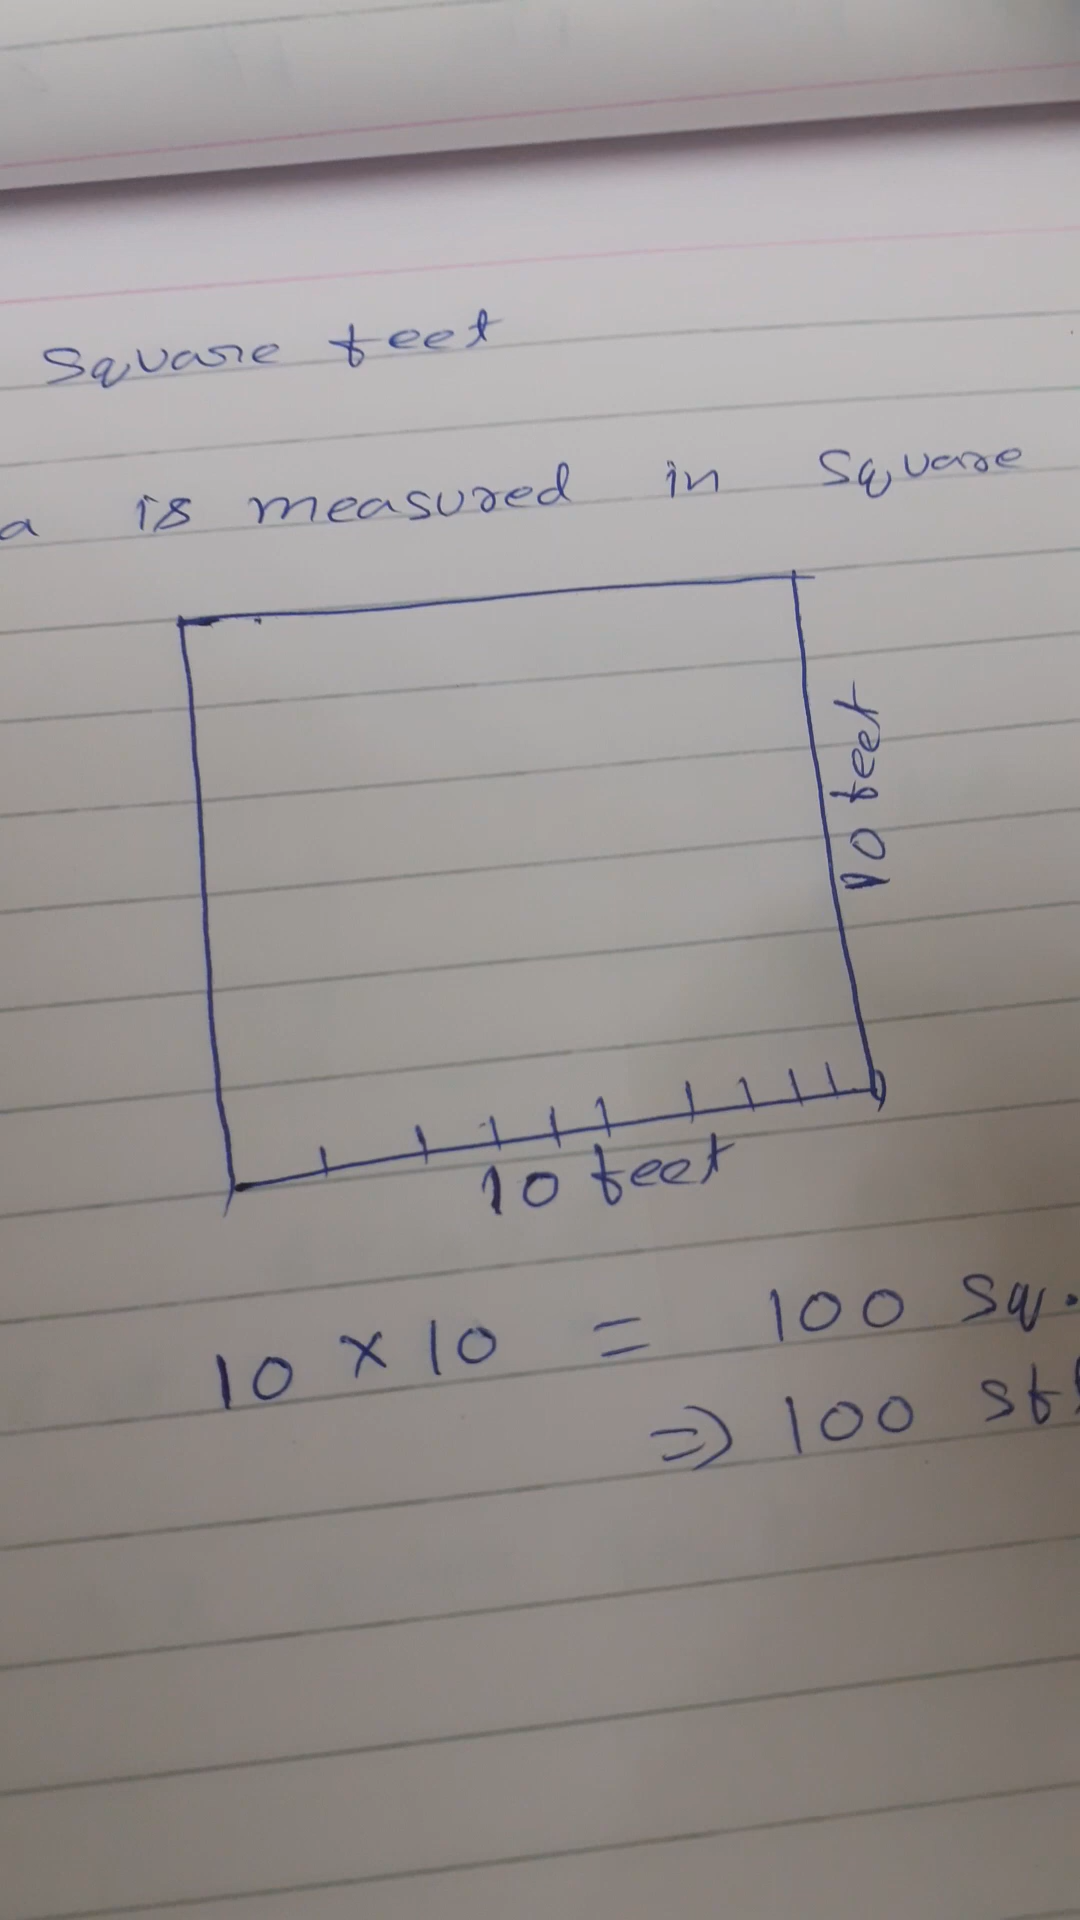 Square feet
a is measured in Square
10 feet
10 feet
10 × 10 = 100 Sq.
⇒ 100 sf